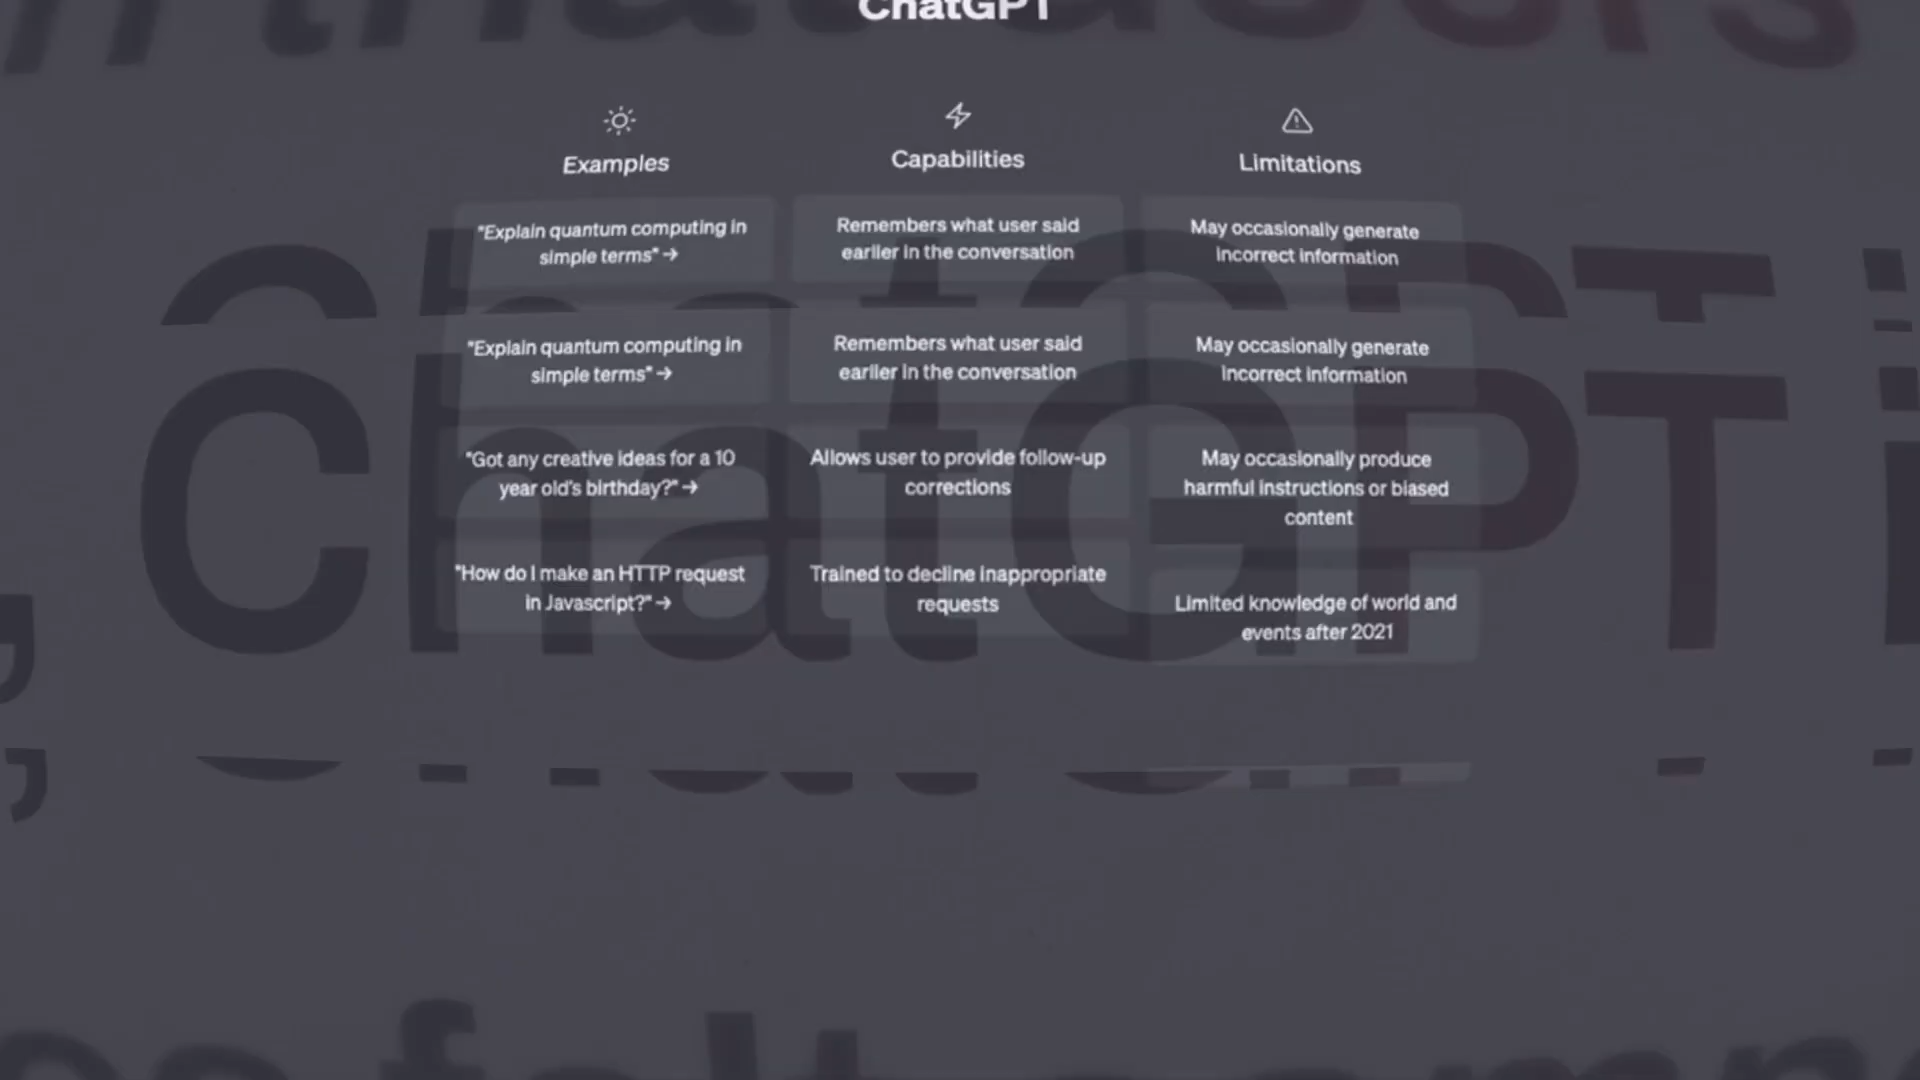 ChatGPT
Examples
Capabilities
Limitations
"Explain quantum computing in
simple terms" →
Remembers what user said
earlier in the conversation
May occasionally generate
incorrect information
"Explain quantum computing in
simple terms" →
Remembers what user said
earlier in the conversation
May occasionally generate
incorrect information
"Got any creative ideas for a 10
year old's birthday?" →
Allows user to provide follow-up
corrections
May occasionally produce
harmful instructions or biased
content
"How do I make an HTTP request
in Javascript?" →
Trained to decline inappropriate
requests
Limited knowledge of world and
events after 2021
ChatGPT